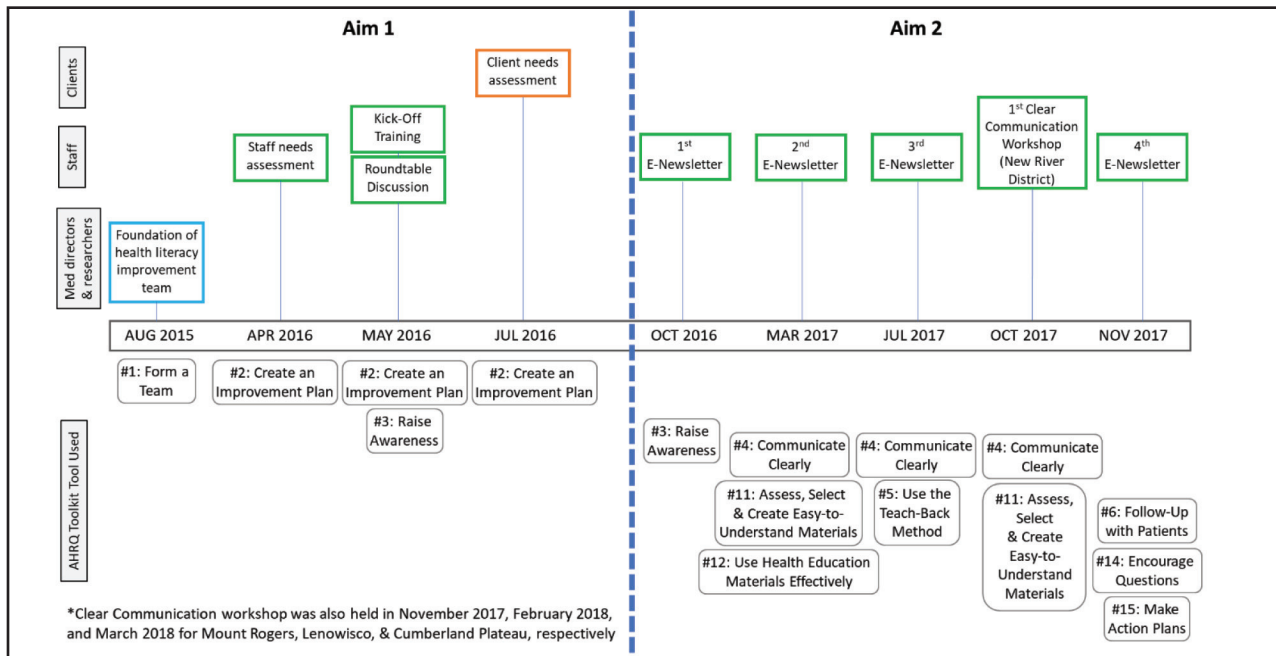 Aim 1
Aim 2
Clients
Staff
Med directors
& researchers
AHRQ Toolkit Tool Used
Client needs
assessment
Kick-Off
Training
Staff needs
assessment
Roundtable
Discussion
Foundation of
health literacy
improvement
team
1st
E-Newsletter
2nd
E-Newsletter
3rd
E-Newsletter
1st Clear
Communication
Workshop
(New River
District)
4th
E-Newsletter
AUG 2015
APR 2016
MAY 2016
JUL 2016
OCT 2016
MAR 2017
JUL 2017
OCT 2017
NOV 2017
#1: Form a
Team
#2: Create an
Improvement Plan
#2: Create an
Improvement Plan
#3: Raise
Awareness
#2: Create an
Improvement Plan
#3: Raise
Awareness
#4: Communicate
Clearly
#11: Assess, Select
& Create Easy-to-
Understand Materials
#12: Use Health Education
Materials Effectively
#4: Communicate
Clearly
#5: Use the
Teach-Back
Method
#4: Communicate
Clearly
#11: Assess,
Select
& Create
Easy-to-
Understand
Materials
#6: Follow-Up
with Patients
#14: Encourage
Questions
#15: Make
Action Plans
*Clear Communication workshop was also held in November 2017, February 2018,
and March 2018 for Mount Rogers, Lenowisco, & Cumberland Plateau, respectively